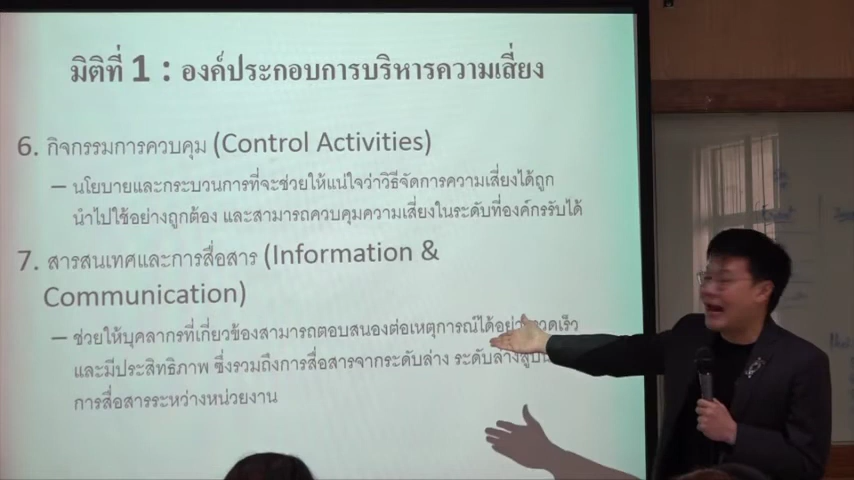 มิติที่ 1 : องค์ประกอบการบริหารความเสี่ยง
6. กิจกรรมการควบคุม (Control Activities)
– นโยบายและกระบวนการที่จะช่วยให้แน่ใจว่าวิธีจัดการความเสี่ยงได้ถูก
นำไปใช้อย่างถูกต้อง และสามารถควบคุมความเสี่ยงในระดับที่องค์กรรับได้
7. สารสนเทศและการสื่อสาร (Information &
Communication)
– ช่วยให้บุคลากรที่เกี่ยวข้องสามารถตอบสนองต่อเหตุการณ์ได้อย่างรวดเร็ว
และมีประสิทธิภาพ ซึ่งรวมถึงการสื่อสารจากระดับล่าง ระดับล่างสู่บน
การสื่อสารระหว่างหน่วยงาน